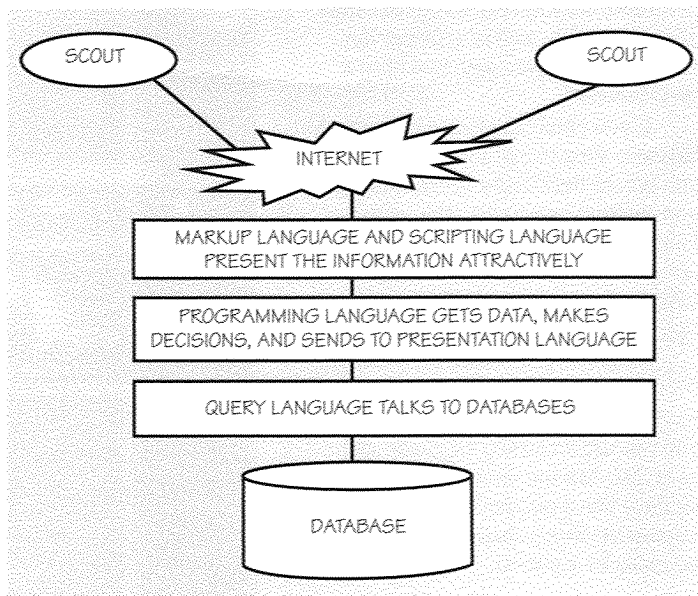 SCOUT
SCOUT
INTERNET
MARKUP LANGUAGE AND SCRIPTING LANGUAGE
PRESENT THE INFORMATION ATTRACTIVELY
PROGRAMMING LANGUAGE GETS DATA, MAKES
DECISIONS, AND SENDS TO PRESENTATION LANGUAGE
QUERY LANGUAGE TALKS TO DATABASES
DATABASE